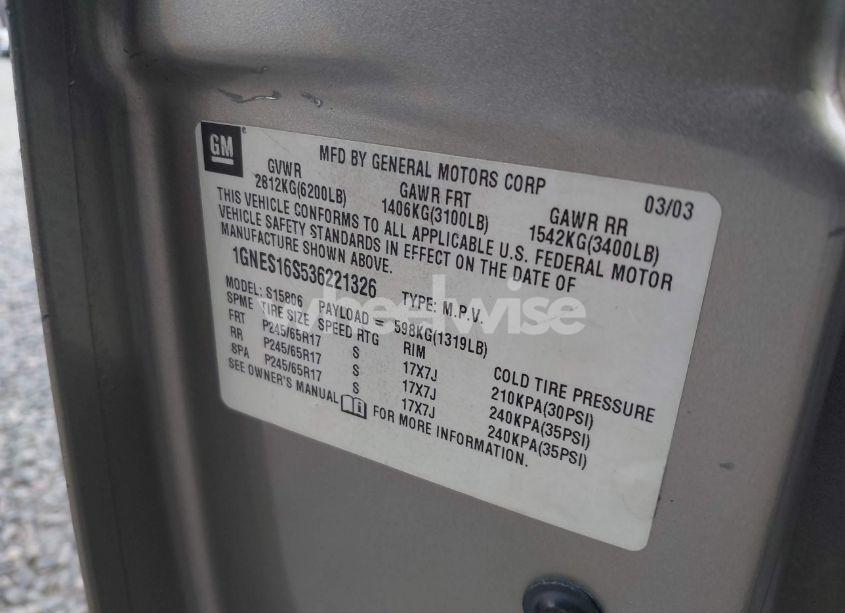 GM
MFD BY GENERAL MOTORS CORP 03/03
GVWR GAWR FRT GAWR RR
2812KG(6200LB) 1406KG(3100LB) 1542KG(3400LB)
THIS VEHICLE CONFORMS TO ALL APPLICABLE U.S. FEDERAL MOTOR
VEHICLE SAFETY STANDARDS IN EFFECT ON THE DATE OF
MANUFACTURE SHOWN ABOVE.
1GNES16S536221326 TYPE: M.P.V.
MODEL: S15806 PAYLOAD = 598KG(1319LB)
SPME TIRE SIZE SPEED RTG RIM COLD TIRE PRESSURE
FRT P245/65R17 S 17X7J 210KPA(30PSI)
RR P245/65R17 S 17X7J 240KPA(35PSI)
SPA P245/65R17 S 17X7J 240KPA(35PSI)
SEE OWNER'S MANUAL FOR MORE INFORMATION.
wheelwise